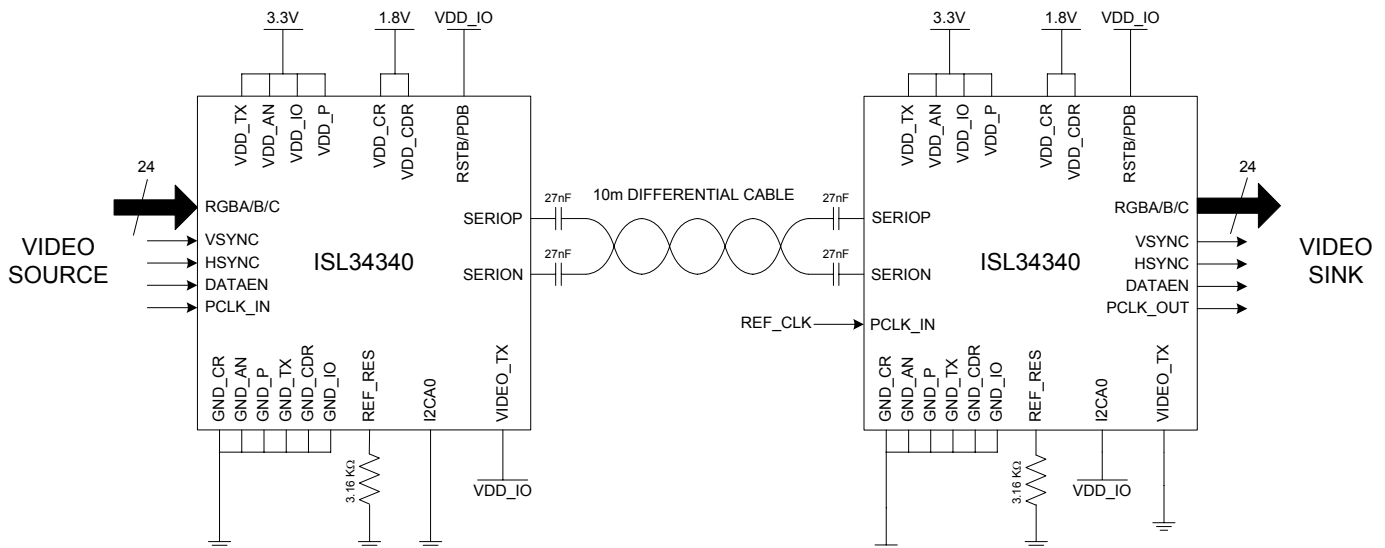 3.3V
1.8V
VDD_IO
VDD_TX
VDD_AN
VDD_IO
VDD_P
VDD_CR
VDD_CDR
RSTB/PDB
24
RGBA/B/C
VIDEO
SOURCE
VSYNC
HSYNC
DATAEN
PCLK_IN
ISL34340
SERIOP
SERION
GND_CR
GND_AN
GND_P
GND_TX
GND_CDR
GND_IO
REF_RES
I2CA0
VIDEO_TX
3.16 KΩ
VDD_IO
27nF
27nF
10m DIFFERENTIAL CABLE
27nF
27nF
REF_CLK
3.3V
1.8V
VDD_IO
VDD_TX
VDD_AN
VDD_IO
VDD_P
VDD_CR
VDD_CDR
RSTB/PDB
SERIOP
SERION
PCLK_IN
ISL34340
24
RGBA/B/C
VSYNC
HSYNC
DATAEN
PCLK_OUT
VIDEO
SINK
GND_CR
GND_AN
GND_P
GND_TX
GND_CDR
GND_IO
REF_RES
I2CA0
VIDEO_TX
3.16 KΩ
VDD_IO